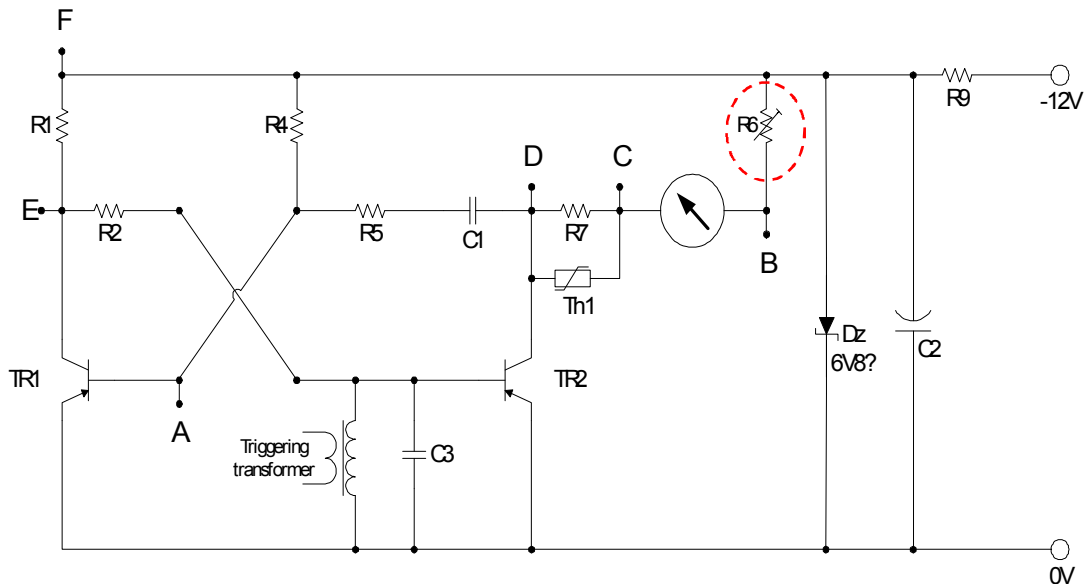 F
R1
R4
R6
R9
-12V
D
C
E
R2
R5
C1
R7
B
Th1
Dz
6V8?
C2
TR1
TR2
A
Triggering
transformer
C3
0V